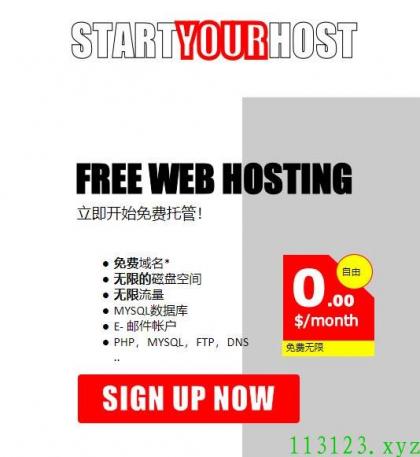 STARTYOURHOST
FREE WEB HOSTING
立即开始免费托管！
● 免费域名*
● 无限的磁盘空间
● 无限流量
● MYSQL数据库
● E- 邮件帐户
● PHP，MYSQL，FTP，DNS
..
自由
0.00
$/month
免费无限
SIGN UP NOW
113123.xyz